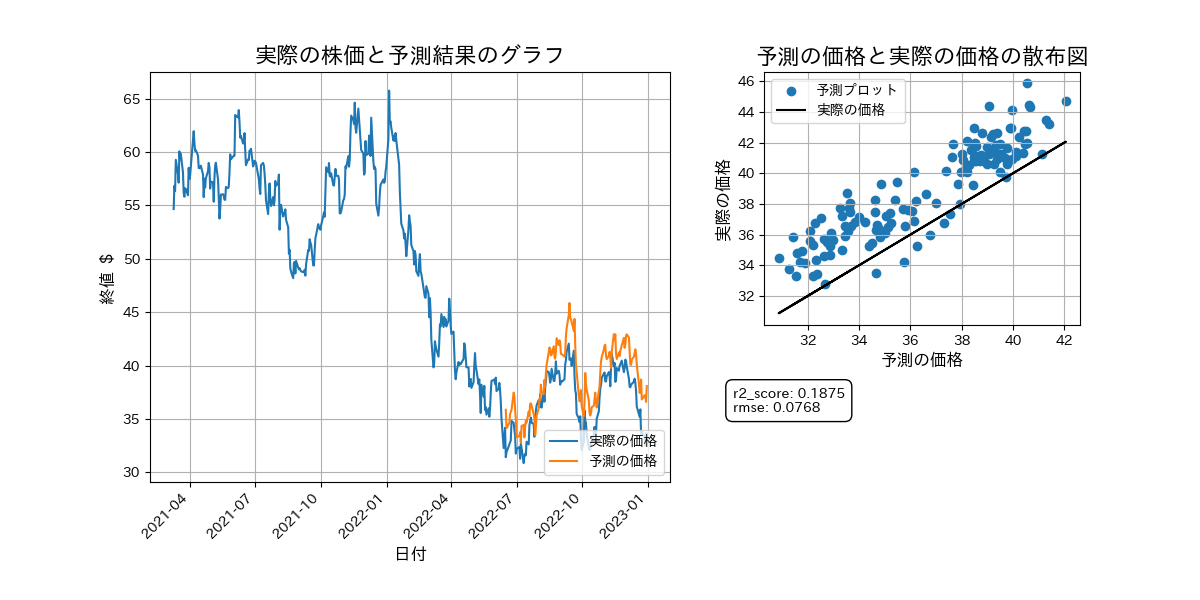 実際の株価と予測結果のグラフ
終値 $
65
60
55
50
45
40
35
30
実際の価格
予測の価格
2021-04
2021-07
2021-10
2022-01
2022-04
2022-07
2022-10
2023-01
日付
予測の価格と実際の価格の散布図
実際の価格
46
44
42
40
38
36
34
32
予測プロット
実際の価格
32 34 36 38 40 42
予測の価格
r2_score: 0.1875
rmse: 0.0768